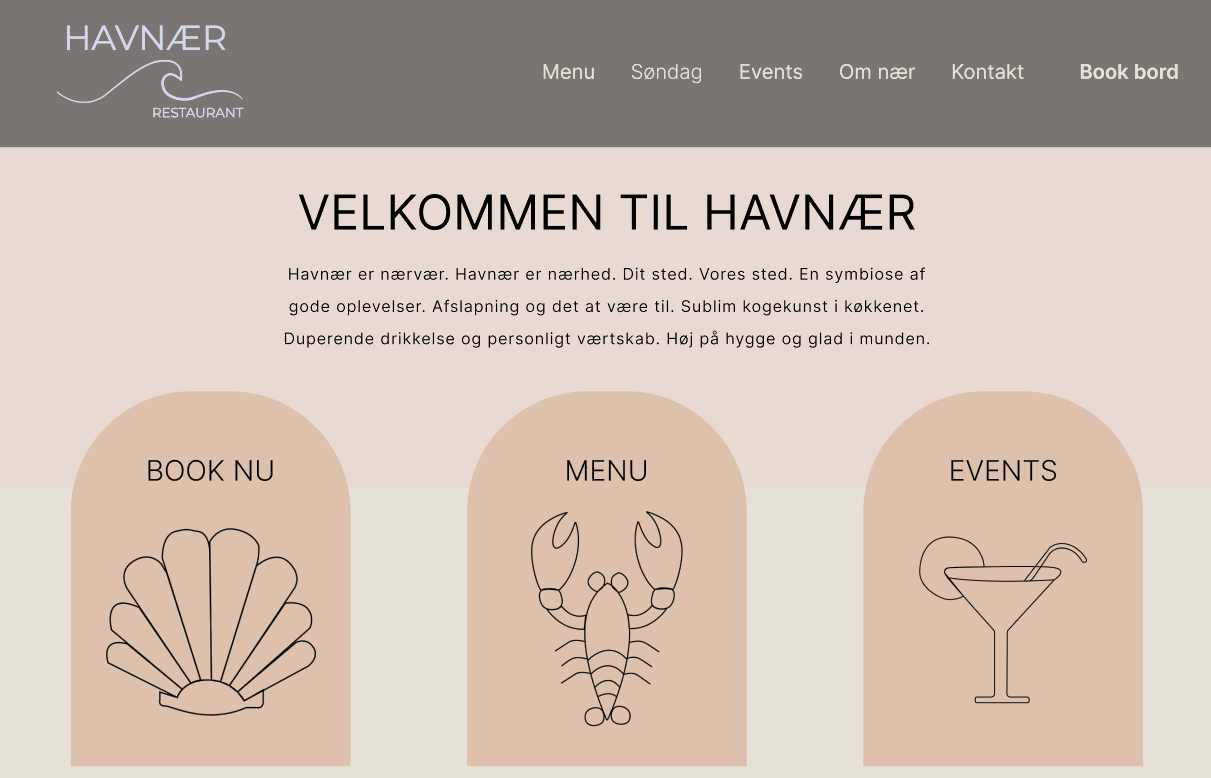 HAVNÆR
RESTAURANT
Menu Søndag Events Om nær Kontakt Book bord
VELKOMMEN TIL HAVNÆR
Havnær er nærvær. Havnær er nærhed. Dit sted. Vores sted. En symbiose af
gode oplevelser. Afslapning og det at være til. Sublim kogekunst i køkkenet.
Duperende drikkelse og personligt værtskab. Høj på hygge og glad i munden.
BOOK NU
MENU
EVENTS